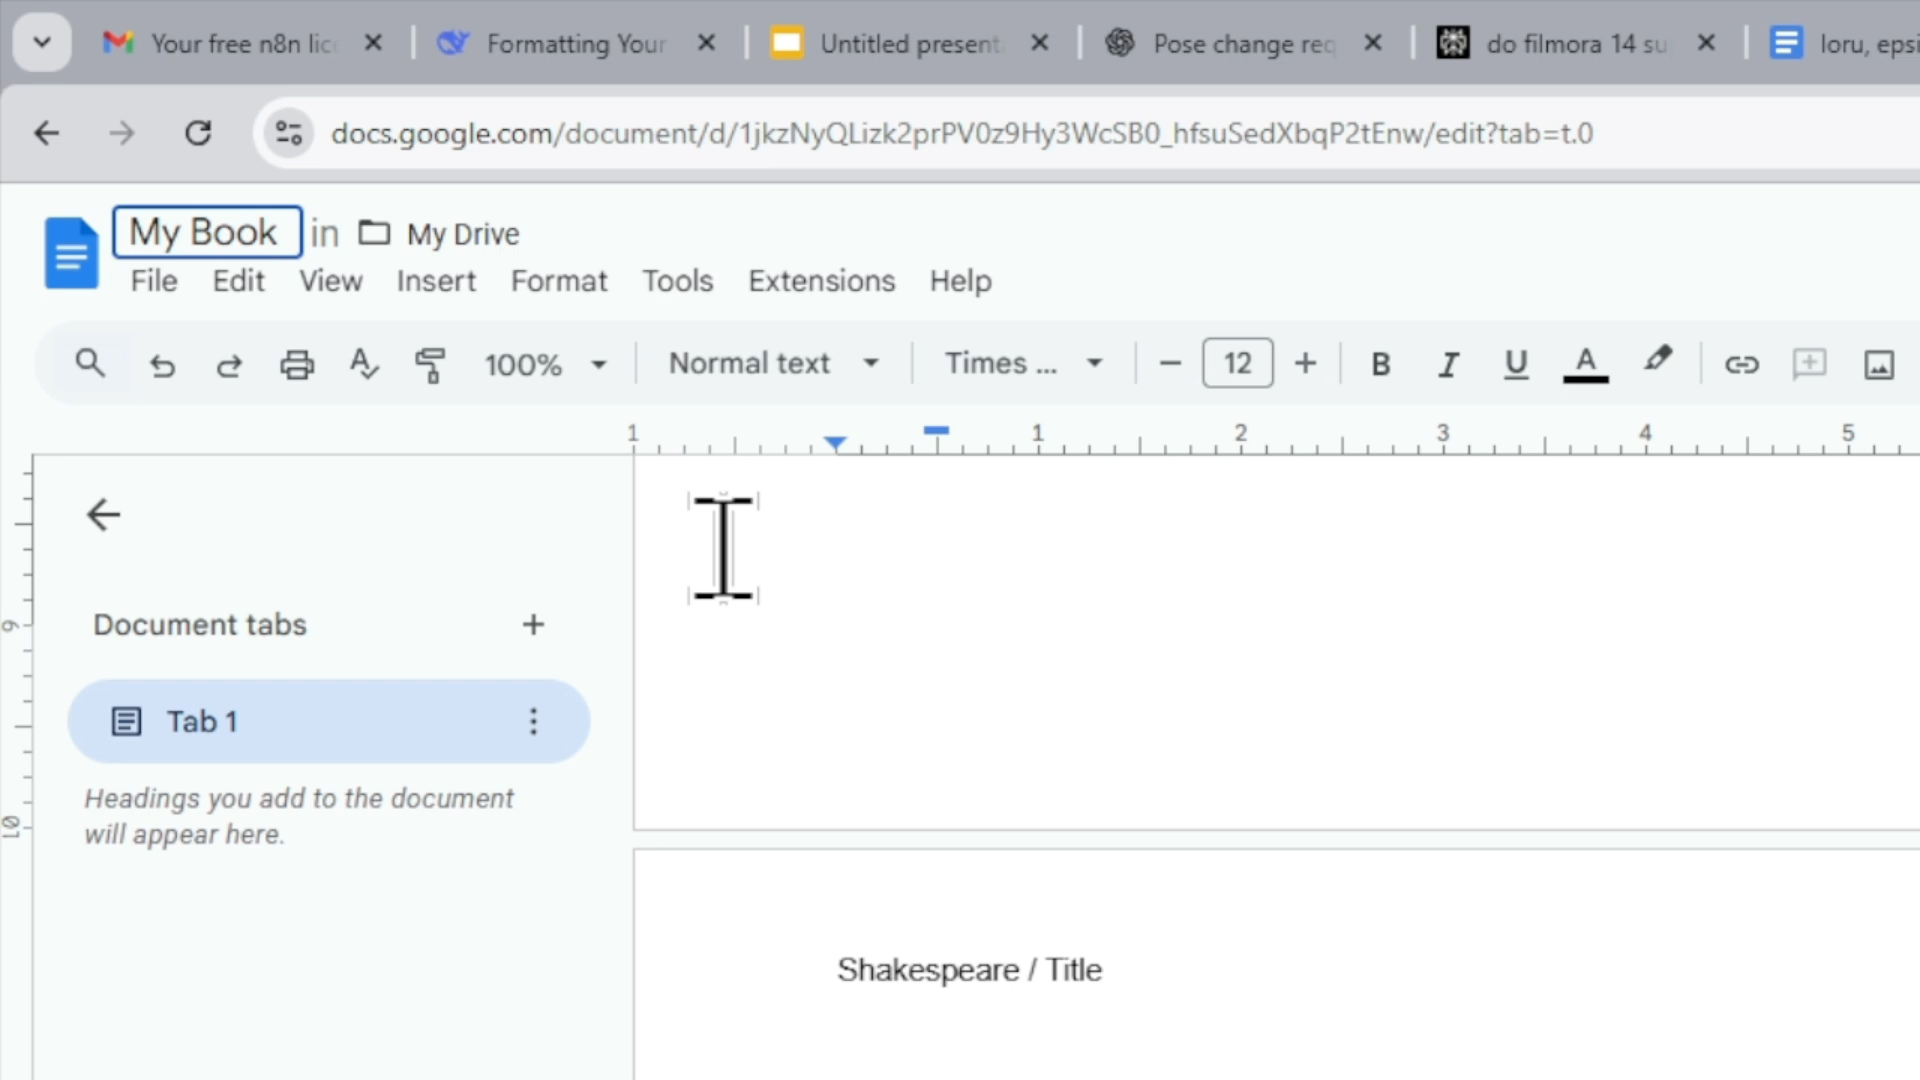 Your free n8n lic
Formatting Your
Untitled present
Pose change req
do filmora 14 su
loru, epsi
docs.google.com/document/d/1jkzNyQLizk2prPV0z9Hy3WcSB0_hfsuSedXbqP2tEnw/edit?tab=t.0
My Book in My Drive
File Edit View Insert Format Tools Extensions Help
100% Normal text Times ... 12 B I U A
1 1 2 3 4 5
Document tabs
9
Tab 1
Headings you add to the document
will appear here.
10
Shakespeare / Title